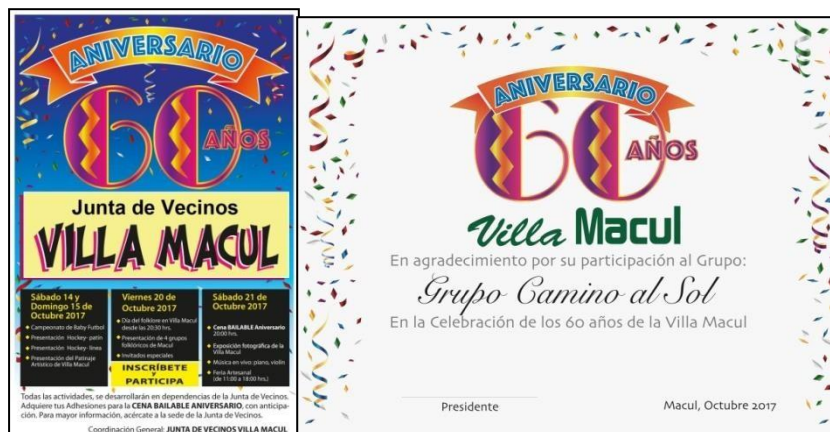 ANIVERSARIO
60 AÑOS
Junta de Vecinos
VILLA MACUL
Sábado 14 y
Domingo 15 de
Octubre 2017
• Campeonato de Baby Futbol
• Presentación Hockey- patin
• Presentación Hockey- linea
• Presentación del Patinaje
Artístico de Villa Macul
Viernes 20 de
Octubre 2017
• Día del folklore en Villa Macul
desde las 20:30 hrs.
• Presentación de 4 grupos
folklóricos de Macul
• Invitados especiales
INSCRÍBETE
Y
PARTICIPA
Sábado 21 de
Octubre 2017
• Cena BAILABLE Aniversario
20:00 hrs.
• Exposición fotográfica de la
Villa Macul
• Música en vivo: piano, violín
• Feria Artesanal
(de 11:00 a 18:00 hrs.)
Todas las actividades, se desarrollarán en dependencias de la Junta de Vecinos.
Adquiere tus Adhesiones para la CENA BAILABLE ANIVERSARIO, con anticipa-
ción. Para mayor información, acércate a la sede de la Junta de Vecinos.
Coordinación General: JUNTA DE VECINOS VILLA MACUL
ANIVERSARIO
60 AÑOS
Villa Macul
En agradecimiento por su participación al Grupo:
Grupo Camino al Sol
En la Celebración de los 60 años de la Villa Macul
Presidente
Macul, Octubre 2017